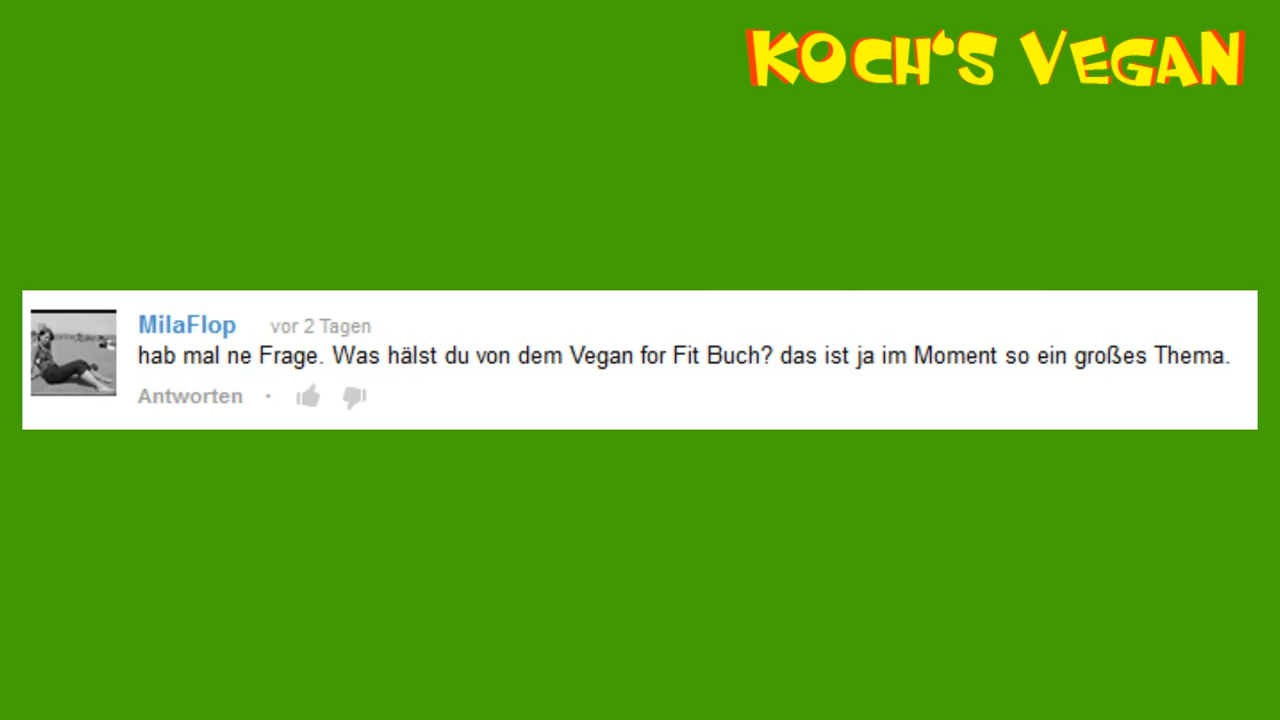 KOCH'S VEGAN
MilaFlop vor 2 Tagen
hab mal ne Frage. Was hälst du von dem Vegan for Fit Buch? das ist ja im Moment so ein großes Thema.
Antworten ·